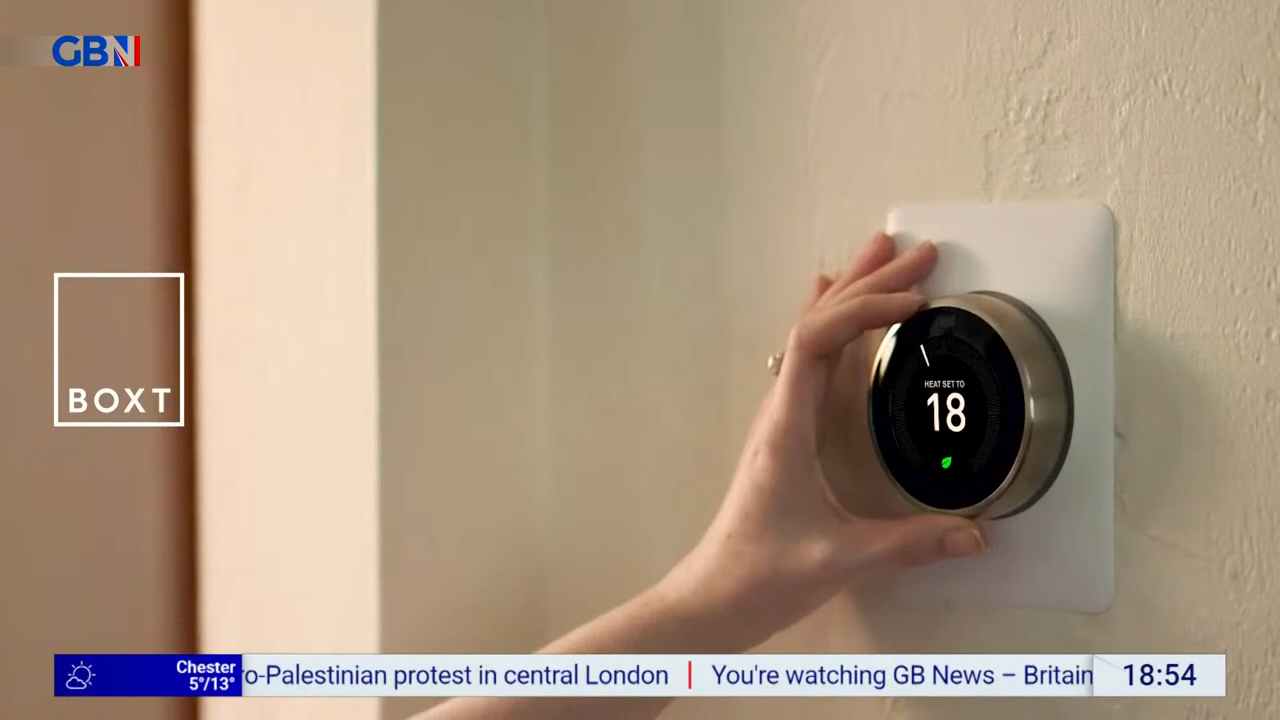 GBN
BOXT
HEAT SET TO
18
Chester
5°/13°
ro-Palestinian protest in central London | You're watching GB News – Britain
18:54